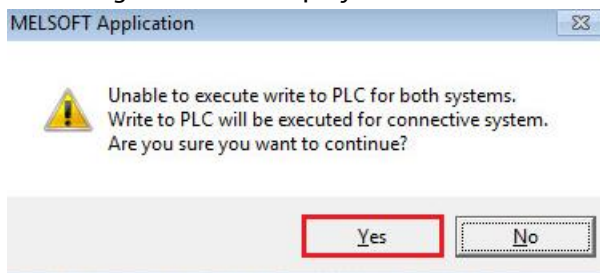 MELSOFT Application
Unable to execute write to PLC for both systems.
Write to PLC will be executed for connective system.
Are you sure you want to continue?
Yes
No